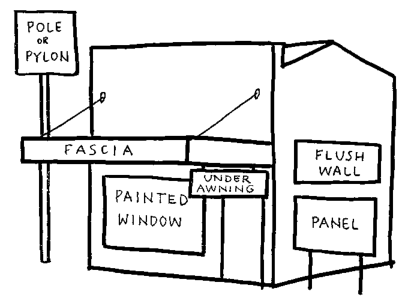 POLE
OR
PYLON
FASCIA
FLUSH
WALL
UNDER
AWNING
PAINTED
WINDOW
PANEL